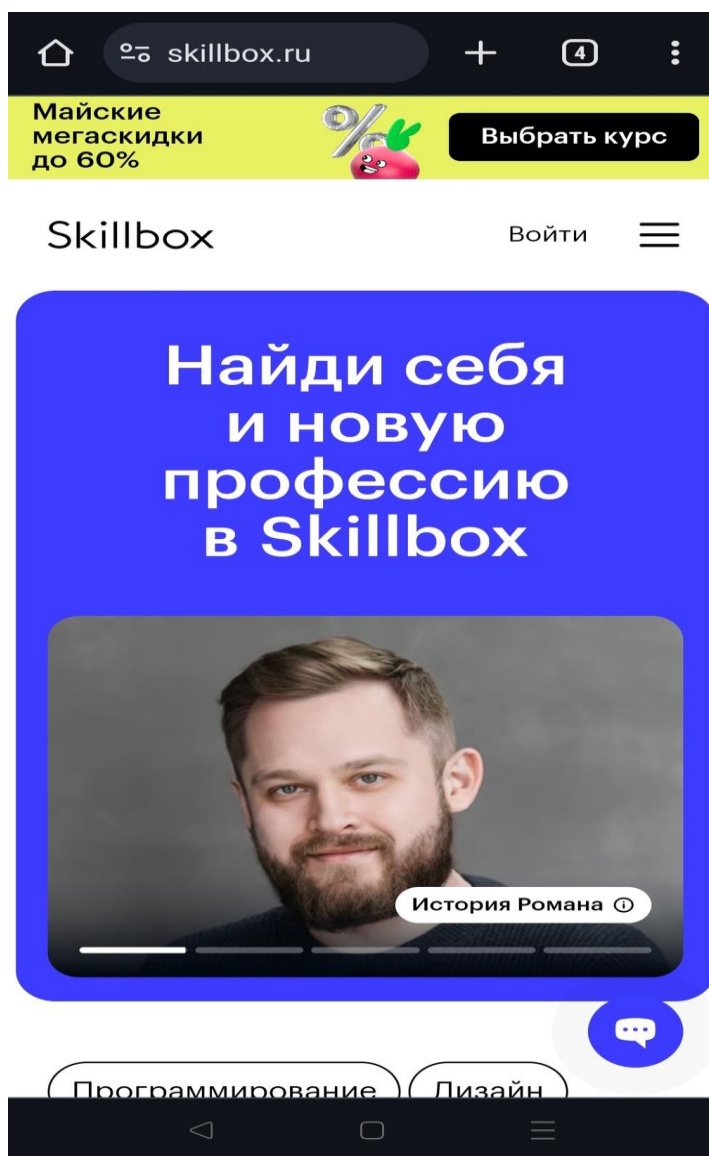 skillbox.ru
4
Майские
мегаскидки
до 60%
%
Выбрать курс
Skillbox
Войти
Найди себя
и новую
профессию
в Skillbox
История Романа
Программирование
Дизайн